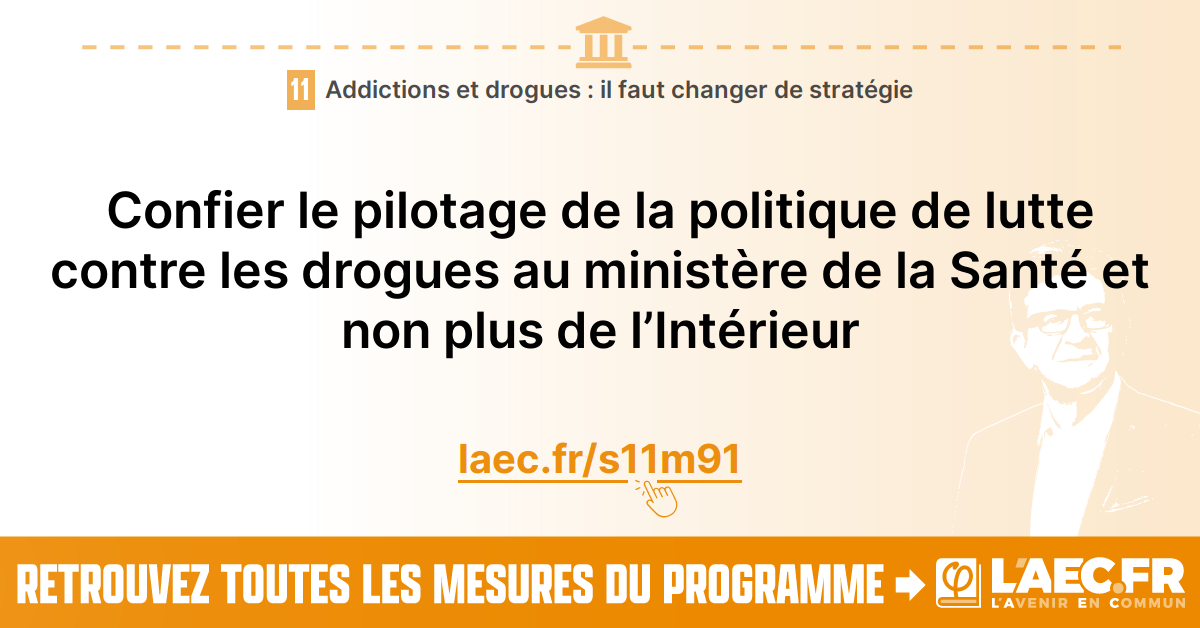 11 Addictions et drogues : il faut changer de stratégie
Confier le pilotage de la politique de lutte
contre les drogues au ministère de la Santé et
non plus de l’Intérieur
laec.fr/s11m91
RETROUVEZ TOUTES LES MESURES DU PROGRAMME
φ L'AEC.FR
L'AVENIR EN COMMUN